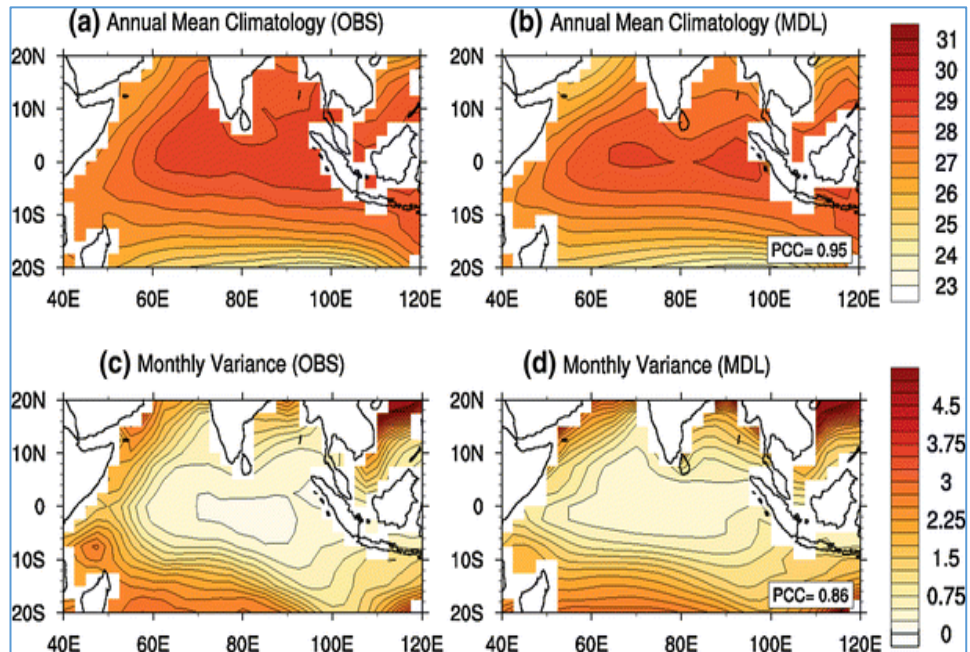 (a) Annual Mean Climatology (OBS)
(b) Annual Mean Climatology (MDL)
20N
10N
0
10S
20S
40E 60E 80E 100E 120E
20N
10N
0
10S
20S
PCC= 0.95
40E 60E 80E 100E 120E
31
30
29
28
27
26
25
24
23
(c) Monthly Variance (OBS)
(d) Monthly Variance (MDL)
20N
10N
0
10S
20S
40E 60E 80E 100E 120E
20N
10N
0
10S
20S
PCC= 0.86
40E 60E 80E 100E 120E
4.5
3.75
3
2.25
1.5
0.75
0